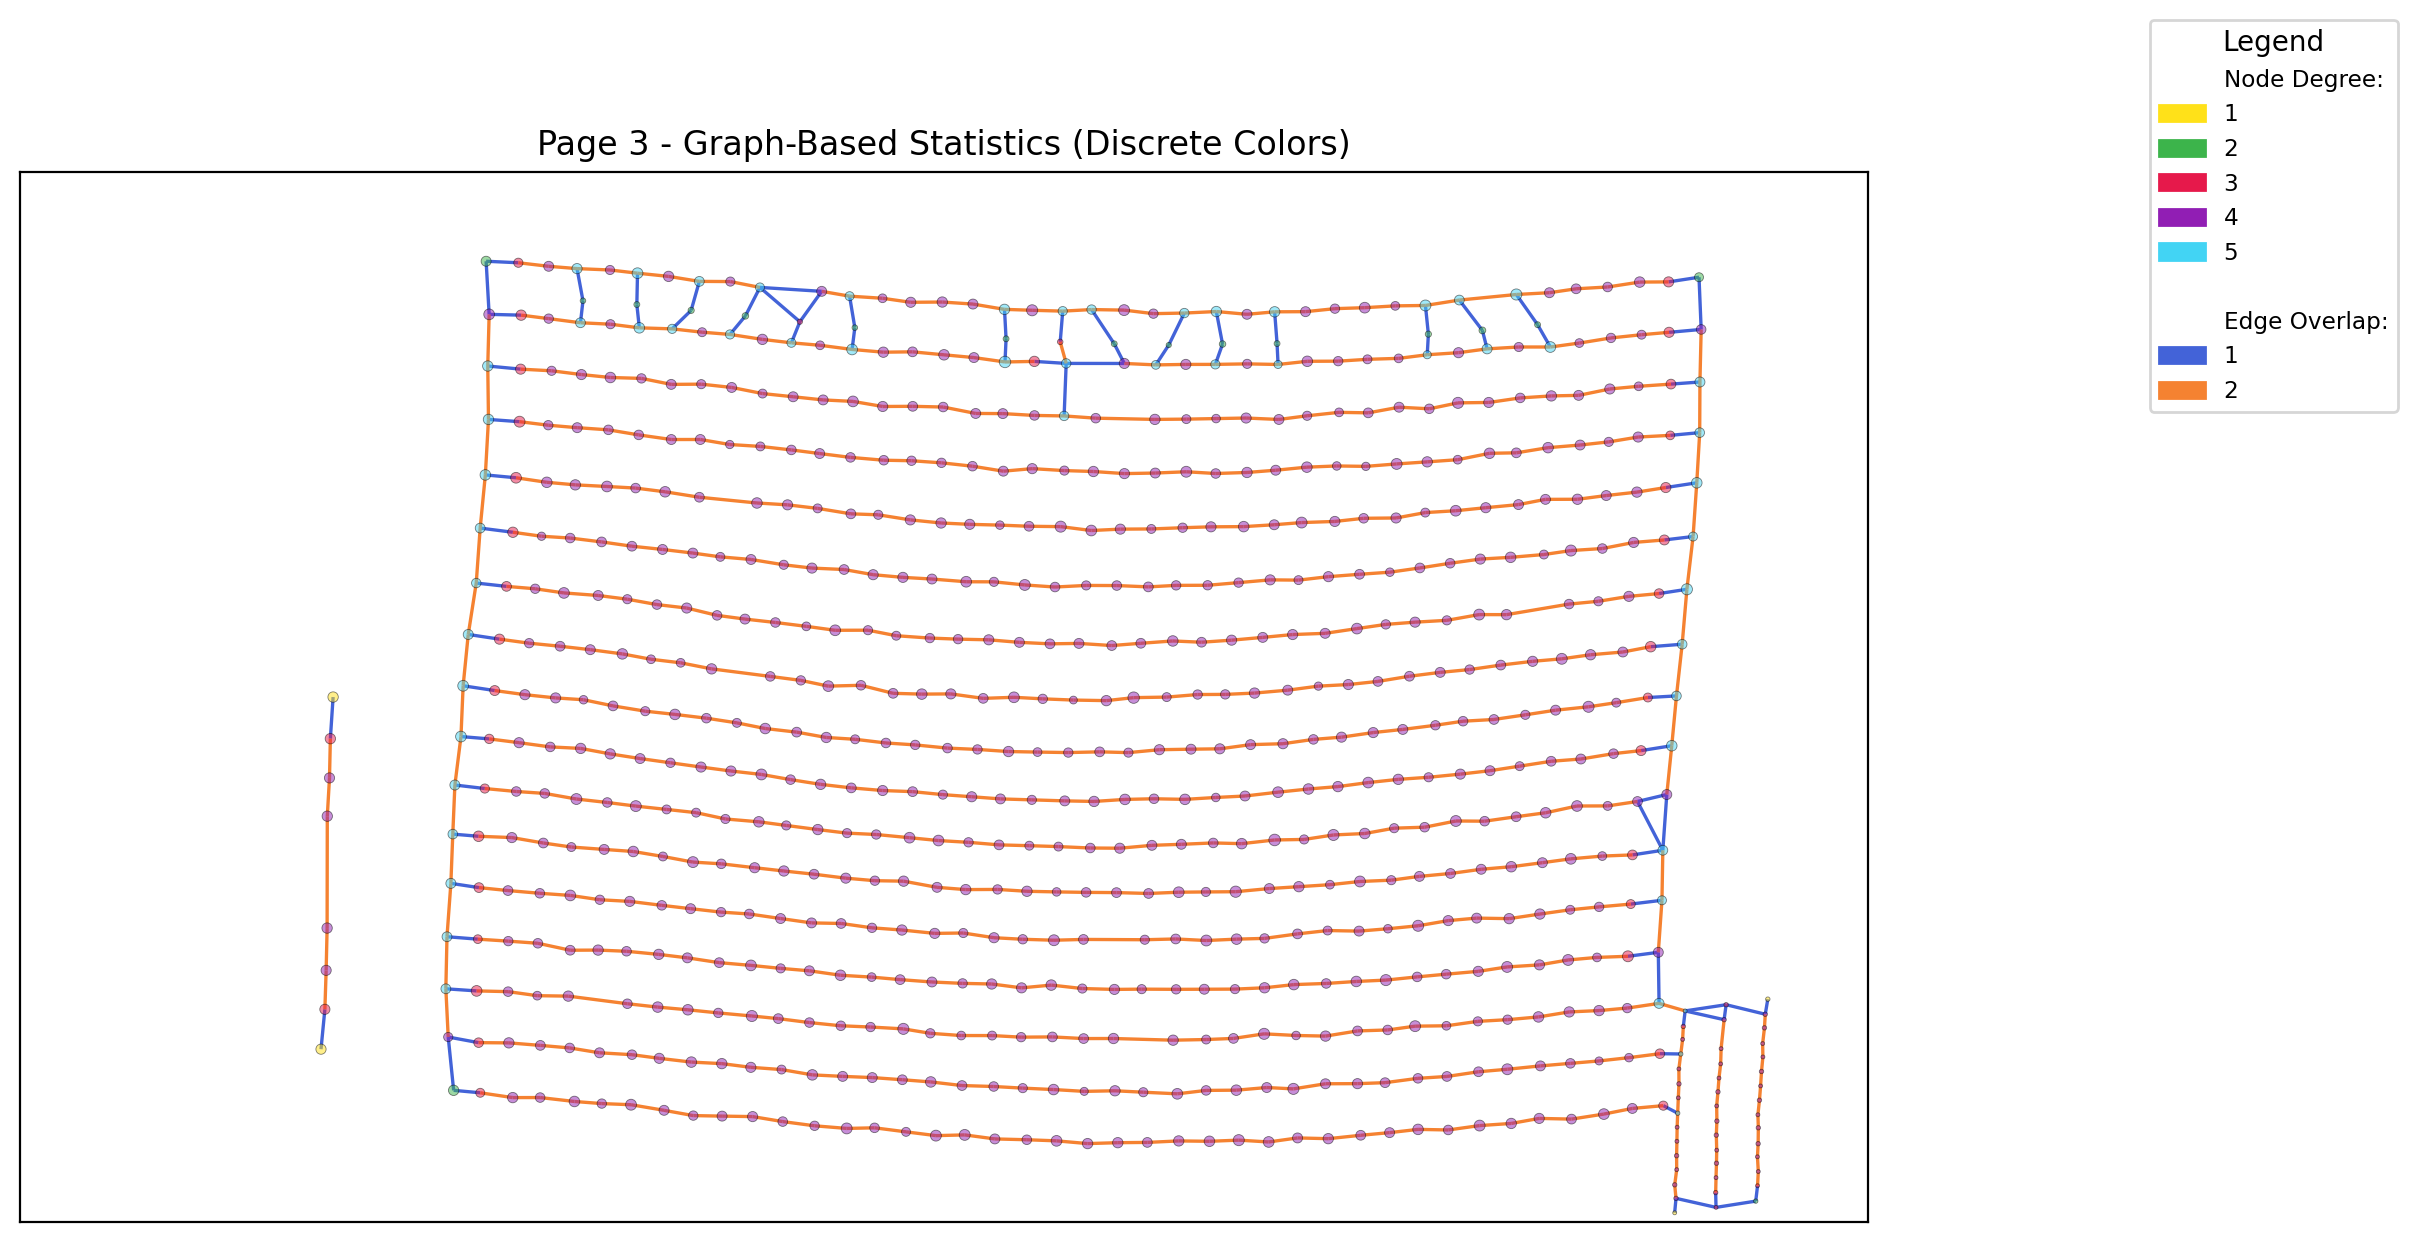 Page 3 - Graph-Based Statistics (Discrete Colors)
Legend
Node Degree:
1
2
3
4
5
Edge Overlap:
1
2